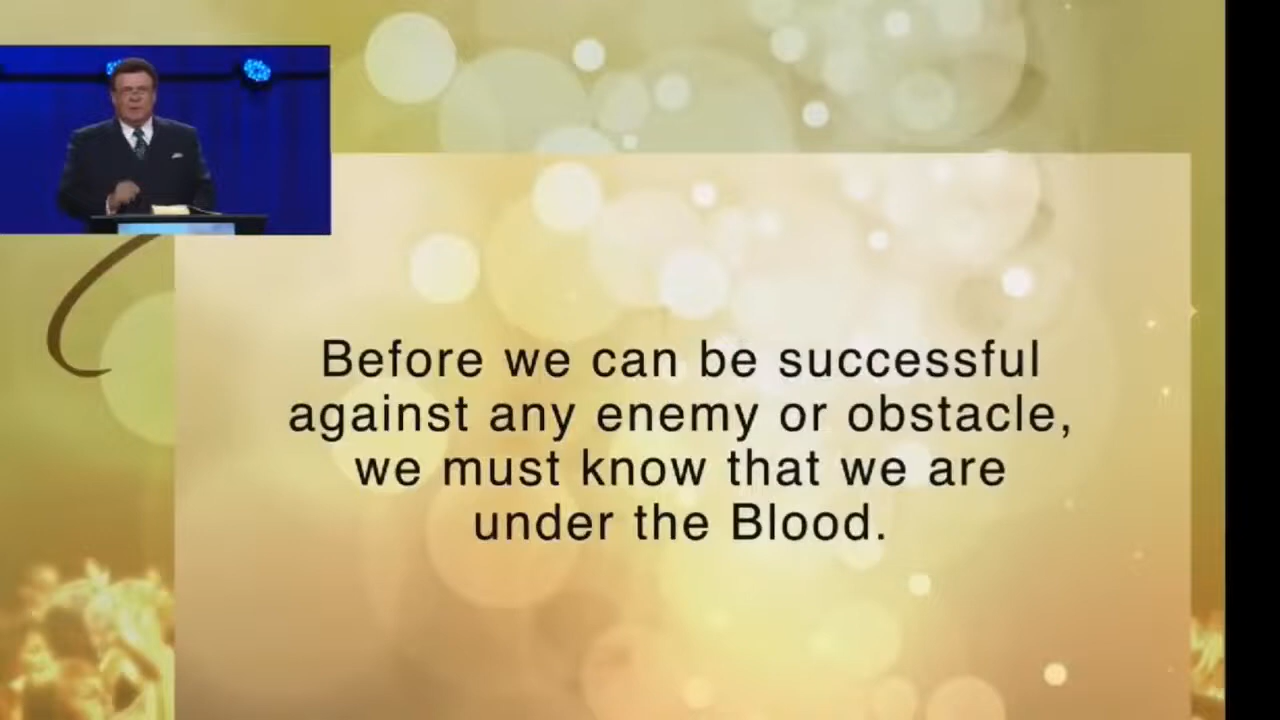 Before we can be successful
against any enemy or obstacle,
we must know that we are
under the Blood.